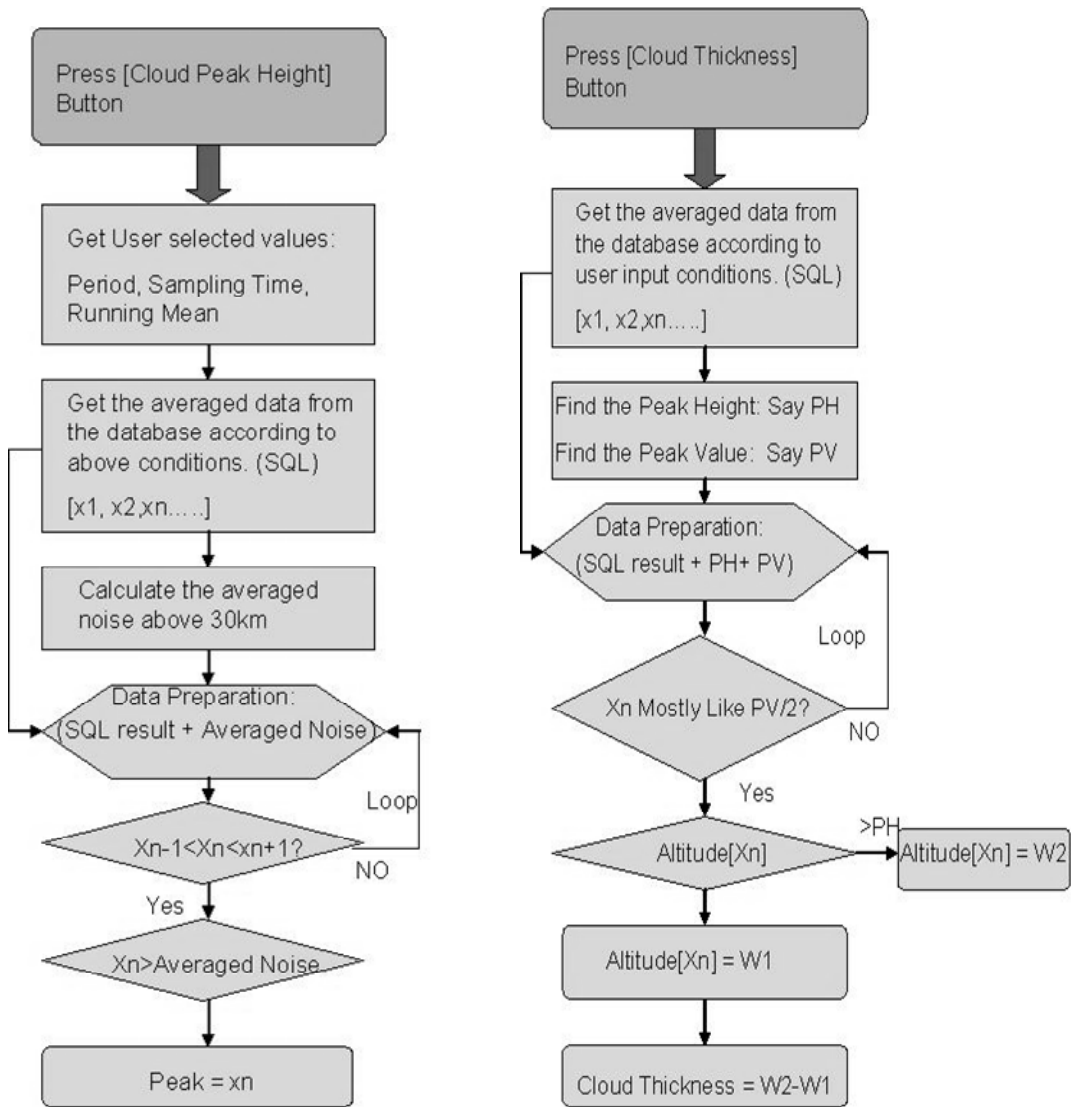 Press [Cloud Peak Height]
Button
Get User selected values:
Period, Sampling Time,
Running Mean
Get the averaged data from
the database according to
above conditions. (SQL)
[x1, x2,xn.....]
Calculate the averaged
noise above 30km
Data Preparation:
(SQL result + Averaged Noise)
Loop
Xn-1<Xn<xn+1?
NO
Yes
Xn>Averaged Noise
Peak = xn
Press [Cloud Thickness]
Button
Get the averaged data from
the database according to
user input conditions. (SQL)
[x1, x2,xn.....]
Find the Peak Height: Say PH
Find the Peak Value: Say PV
Data Preparation:
(SQL result + PH+ PV)
Loop
Xn Mostly Like PV/2?
NO
Yes
Altitude[Xn]
>PH
Altitude[Xn] = W2
Altitude[Xn] = W1
Cloud Thickness = W2-W1